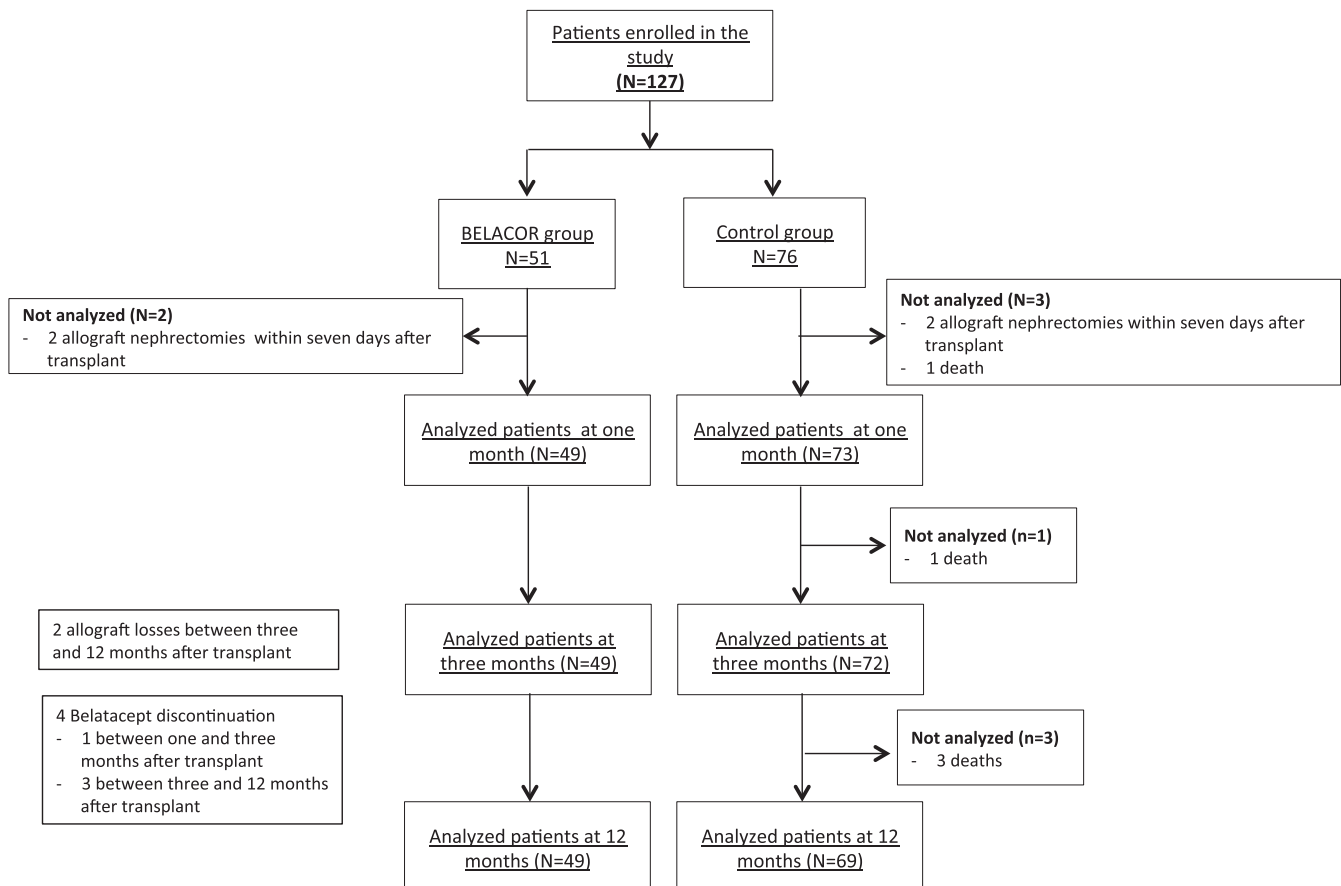 Patients enrolled in the
study
(N=127)
BELACOR group
N=51
Control group
N=76
Not analyzed (N=2)
- 2 allograft nephrectomies within seven days after
transplant
Not analyzed (N=3)
- 2 allograft nephrectomies within seven days after
transplant
- 1 death
Analyzed patients at one
month (N=49)
Analyzed patients at one
month (N=73)
Not analyzed (n=1)
- 1 death
2 allograft losses between three
and 12 months after transplant
Analyzed patients at
three months (N=49)
Analyzed patients at
three months (N=72)
4 Belatacept discontinuation
- 1 between one and three
months after transplant
- 3 between three and 12 months
after transplant
Not analyzed (n=3)
- 3 deaths
Analyzed patients at 12
months (N=49)
Analyzed patients at 12
months (N=69)